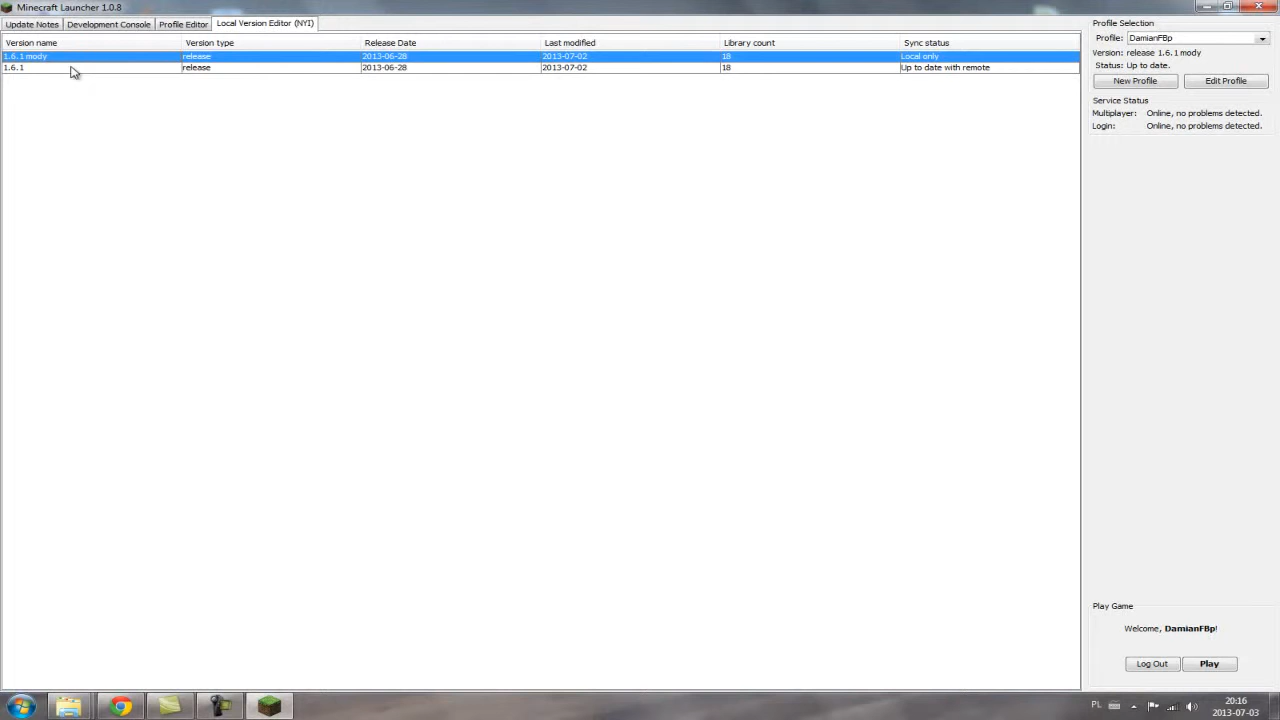 Minecraft Launcher 1.0.8
Update Notes Development Console Profile Editor Local Version Editor (NYI)
Version name Version type Release Date Last modified Library count Sync status
1.6.1 mody release 2013-06-28 2013-07-02 18 Local only
1.6.1 release 2013-06-28 2013-07-02 18 Up to date with remote
Profile Selection
Profile: DamianFBp
Version: release 1.6.1 mody
Status: Up to date.
New Profile Edit Profile
Service Status
Multiplayer: Online, no problems detected.
Login: Online, no problems detected.
Play Game
Welcome, DamianFBp!
Log Out Play
PL 20:16
2013-07-03